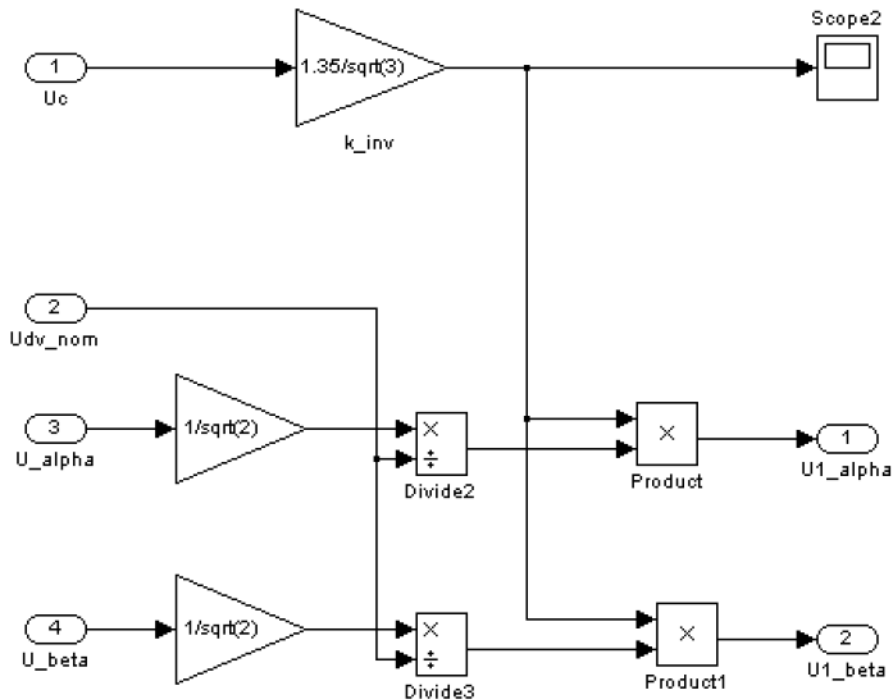 Scope2
1
1.35/sqrt(3)
Uc
k_inv
2
Udv_nom
3
1/sqrt(2)
×
÷
×
1
U_alpha
Divide2
Product
U1_alpha
4
1/sqrt(2)
×
÷
×
2
U_beta
Divide3
Product1
U1_beta